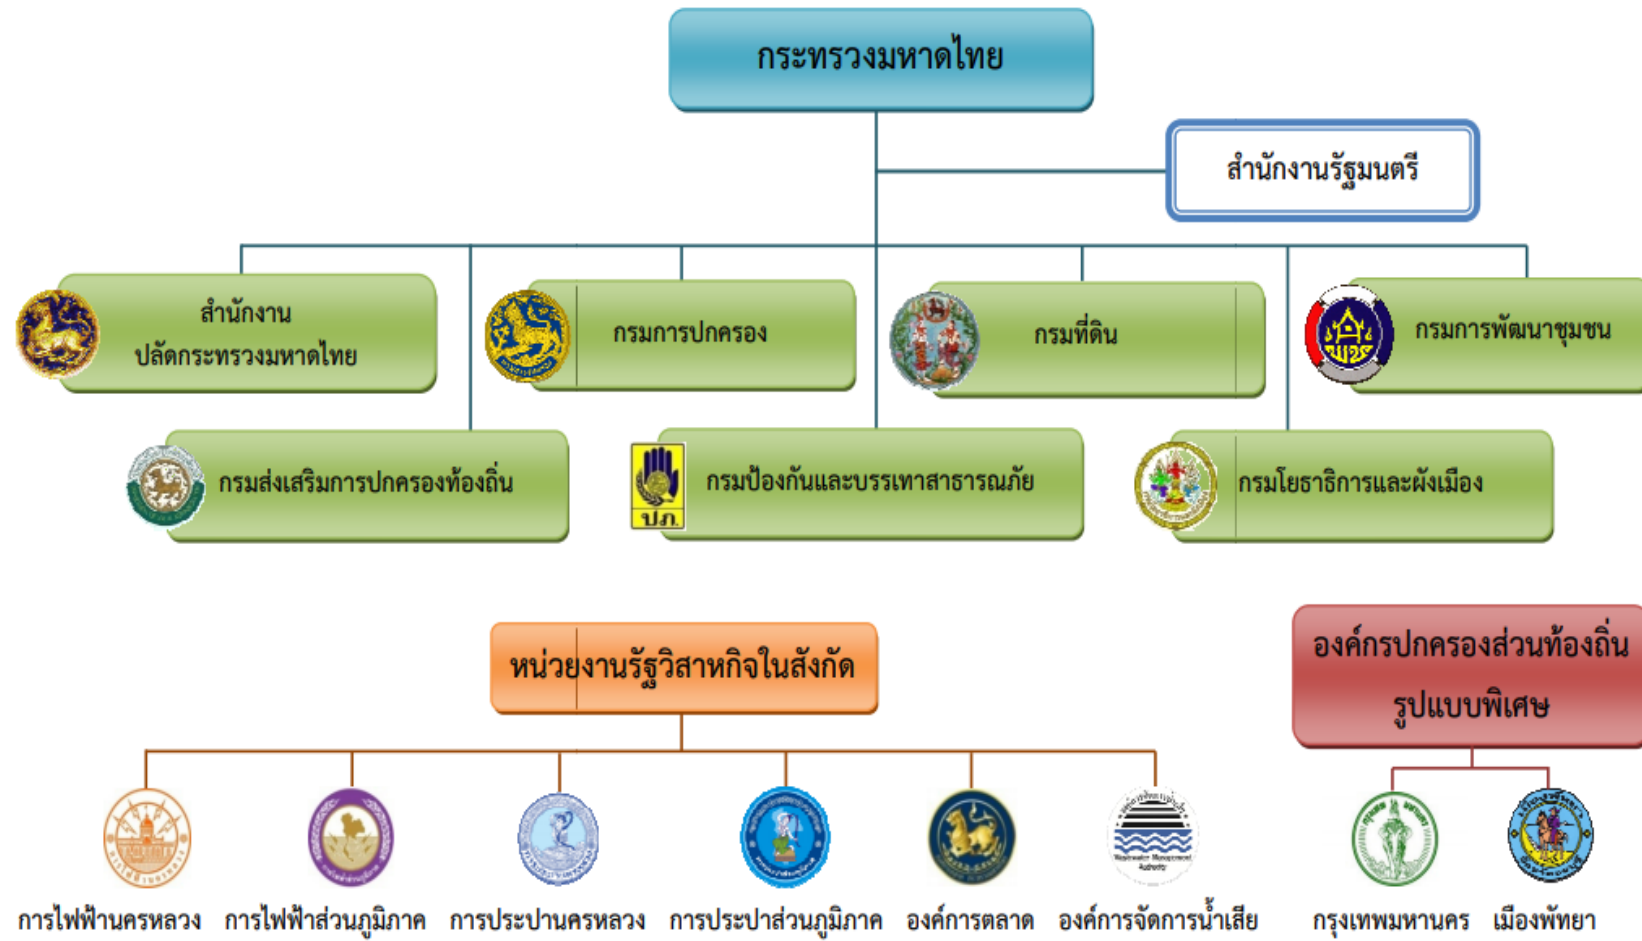 กระทรวงมหาดไทย
สำนักงานรัฐมนตรี
สำนักงาน
ปลัดกระทรวงมหาดไทย
กรมการปกครอง
กรมที่ดิน
กรมการพัฒนาชุมชน
กรมส่งเสริมการปกครองท้องถิ่น
ปภ.
กรมป้องกันและบรรเทาสาธารณภัย
กรมโยธาธิการและผังเมือง
หน่วยงานรัฐวิสาหกิจในสังกัด
องค์กรปกครองส่วนท้องถิ่น
รูปแบบพิเศษ
Wastewater Management
Authority
การไฟฟ้านครหลวง
การไฟฟ้าส่วนภูมิภาค
การประปานครหลวง
การประปาส่วนภูมิภาค
องค์การตลาด
องค์การจัดการน้ำเสีย
กรุงเทพมหานคร
เมืองพัทยา